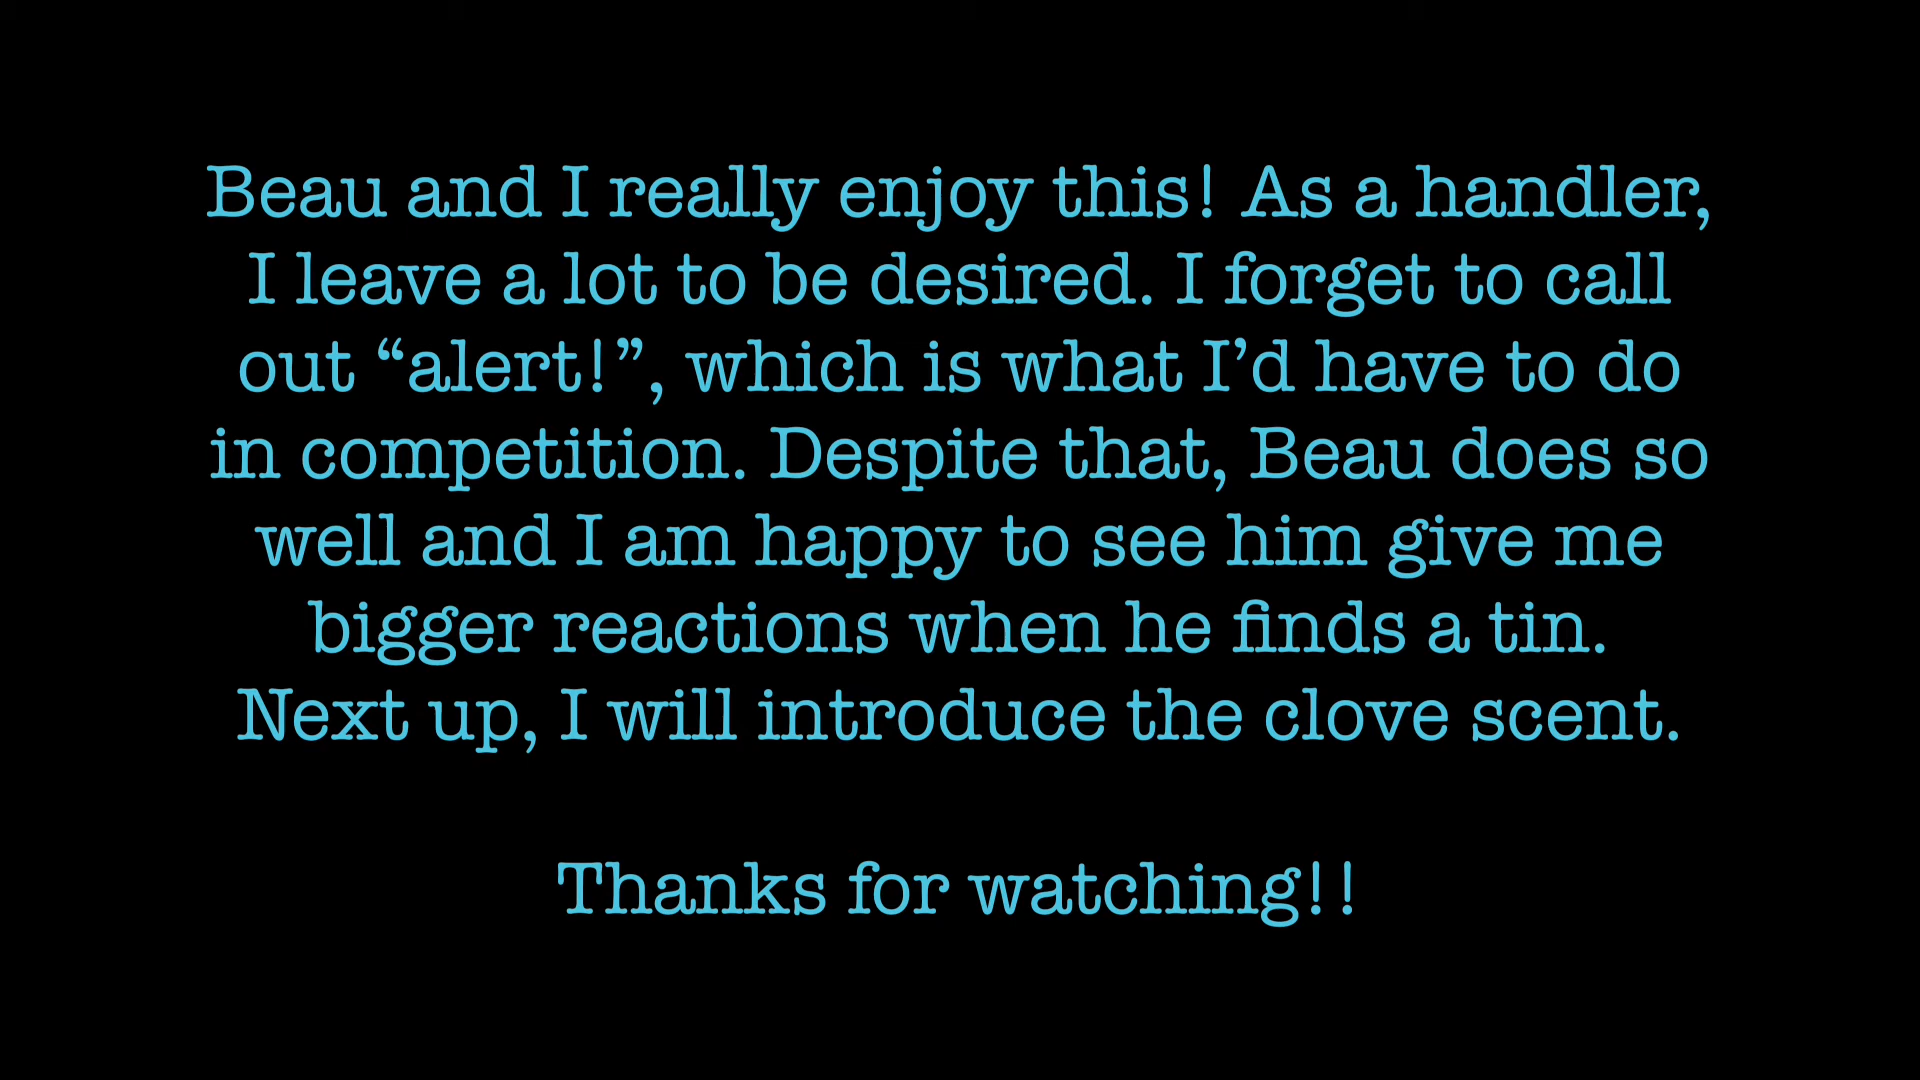 Beau and I really enjoy this! As a handler,
I leave a lot to be desired. I forget to call
out “alert!”, which is what I’d have to do
in competition. Despite that, Beau does so
well and I am happy to see him give me
bigger reactions when he finds a tin.
Next up, I will introduce the clove scent.
Thanks for watching!!